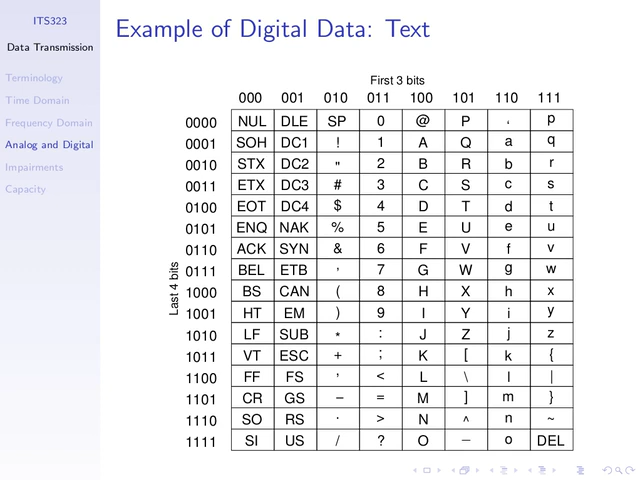 ITS323
Data Transmission
Terminology
Time Domain
Frequency Domain
Analog and Digital
Impairments
Capacity
Example of Digital Data: Text
First 3 bits
000 001 010 011 100 101 110 111
Last 4 bits
0000 NUL DLE SP 0 @ P ‘ p
0001 SOH DC1 ! 1 A Q a q
0010 STX DC2 " 2 B R b r
0011 ETX DC3 # 3 C S c s
0100 EOT DC4 $ 4 D T d t
0101 ENQ NAK % 5 E U e u
0110 ACK SYN & 6 F V f v
0111 BEL ETB ’ 7 G W g w
1000 BS CAN ( 8 H X h x
1001 HT EM ) 9 I Y i y
1010 LF SUB * : J Z j z
1011 VT ESC + ; K [ k {
1100 FF FS ’ < L \ l |
1101 CR GS – = M ] m }
1110 SO RS . > N ^ n ~
1111 SI US / ? O – o DEL